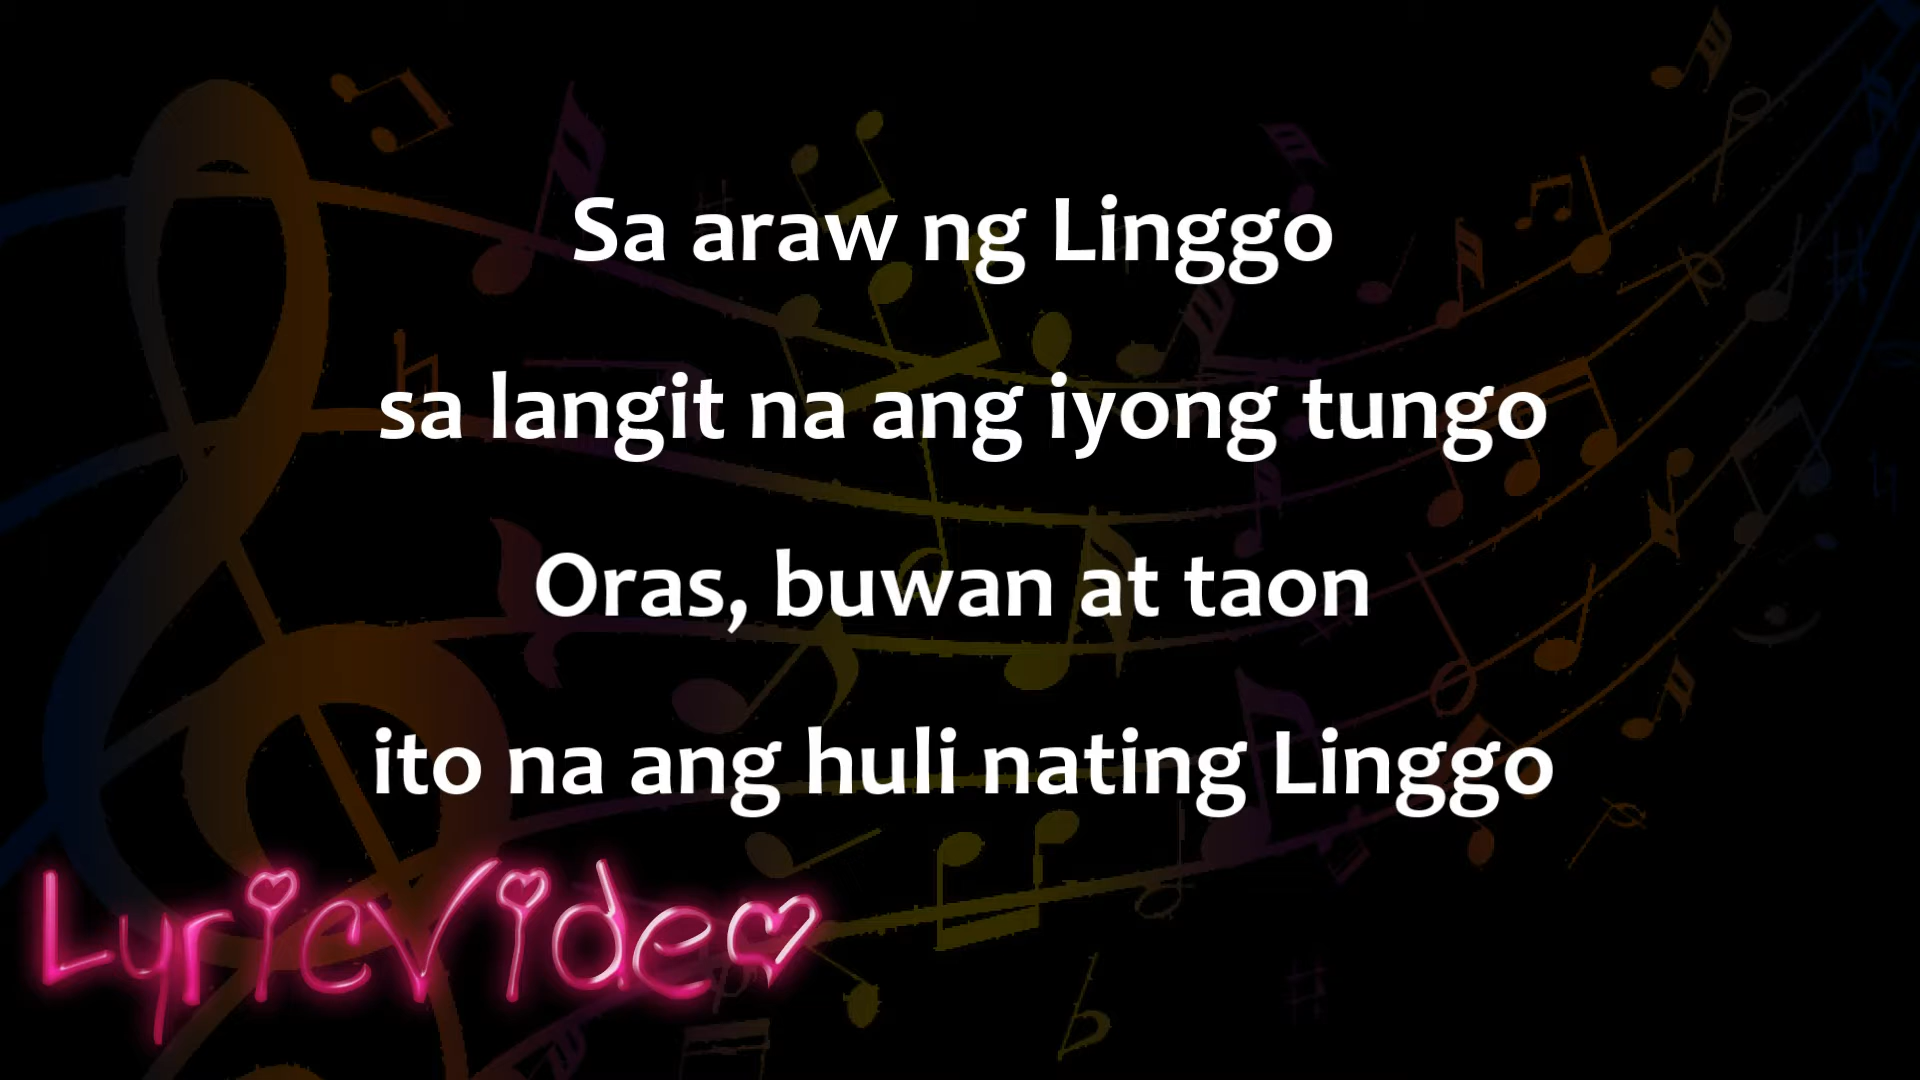 Sa araw ng Linggo
sa langit na ang iyong tungo
Oras, buwan at taon
ito na ang huli nating Linggo
LyricVideo